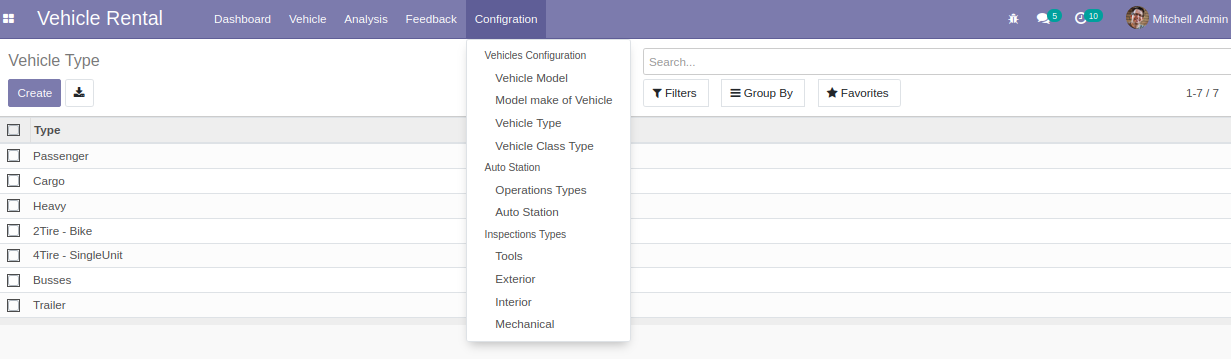 Vehicle Rental Dashboard Vehicle Analysis Feedback Configration 5 10 Mitchell Admin
Vehicle Type
Create
Vehicles Configuration
Vehicle Model
Model make of Vehicle
Vehicle Type
Vehicle Class Type
Auto Station
Operations Types
Auto Station
Inspections Types
Tools
Exterior
Interior
Mechanical
Search...
Filters Group By Favorites 1-7 / 7
Type
Passenger
Cargo
Heavy
2Tire - Bike
4Tire - SingleUnit
Busses
Trailer